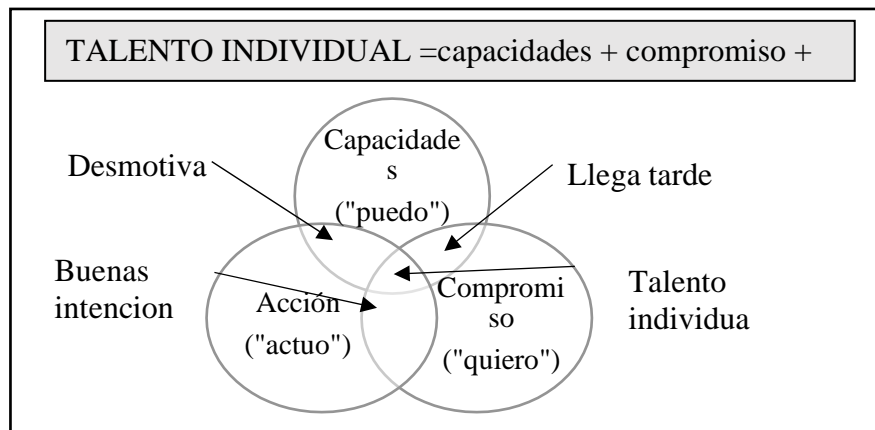 TALENTO INDIVIDUAL =capacidades + compromiso +
Capacidade
s
("puedo")
Desmotiva
Llega tarde
Buenas
intencion
Acción
("actuo")
Compromi
so
("quiero")
Talento
individua